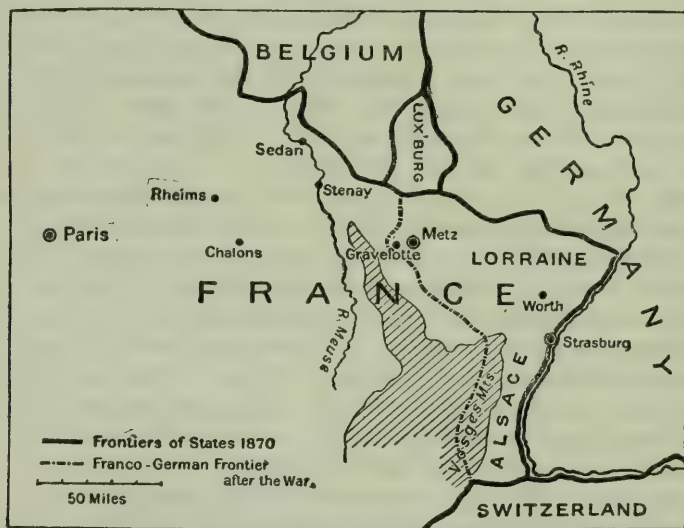 BELGIUM
R. Rhine
GERMANY
LUX'BURG
Sedan
Stenay
Rheims
Paris
Metz
Gravelotte
Chalons
LORRAINE
FRANCE
Worth
R. Meuse
Strasburg
Vosges Mts.
ALSACE
Frontiers of States 1870
Franco-German Frontier
after the War.
50 Miles
SWITZERLAND